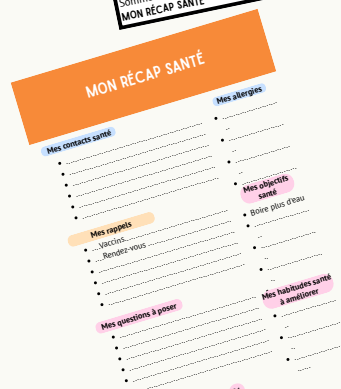 MON RÉCAP SANTÉ
MON RÉCAP SANTÉ
Mes contacts santé
Mes rappels
Vaccins
Rendez-vous
Mes questions à poser
Mes allergies
Mes objectifs
santé
Boire plus d'eau
Mes habitudes santé
à améliorer